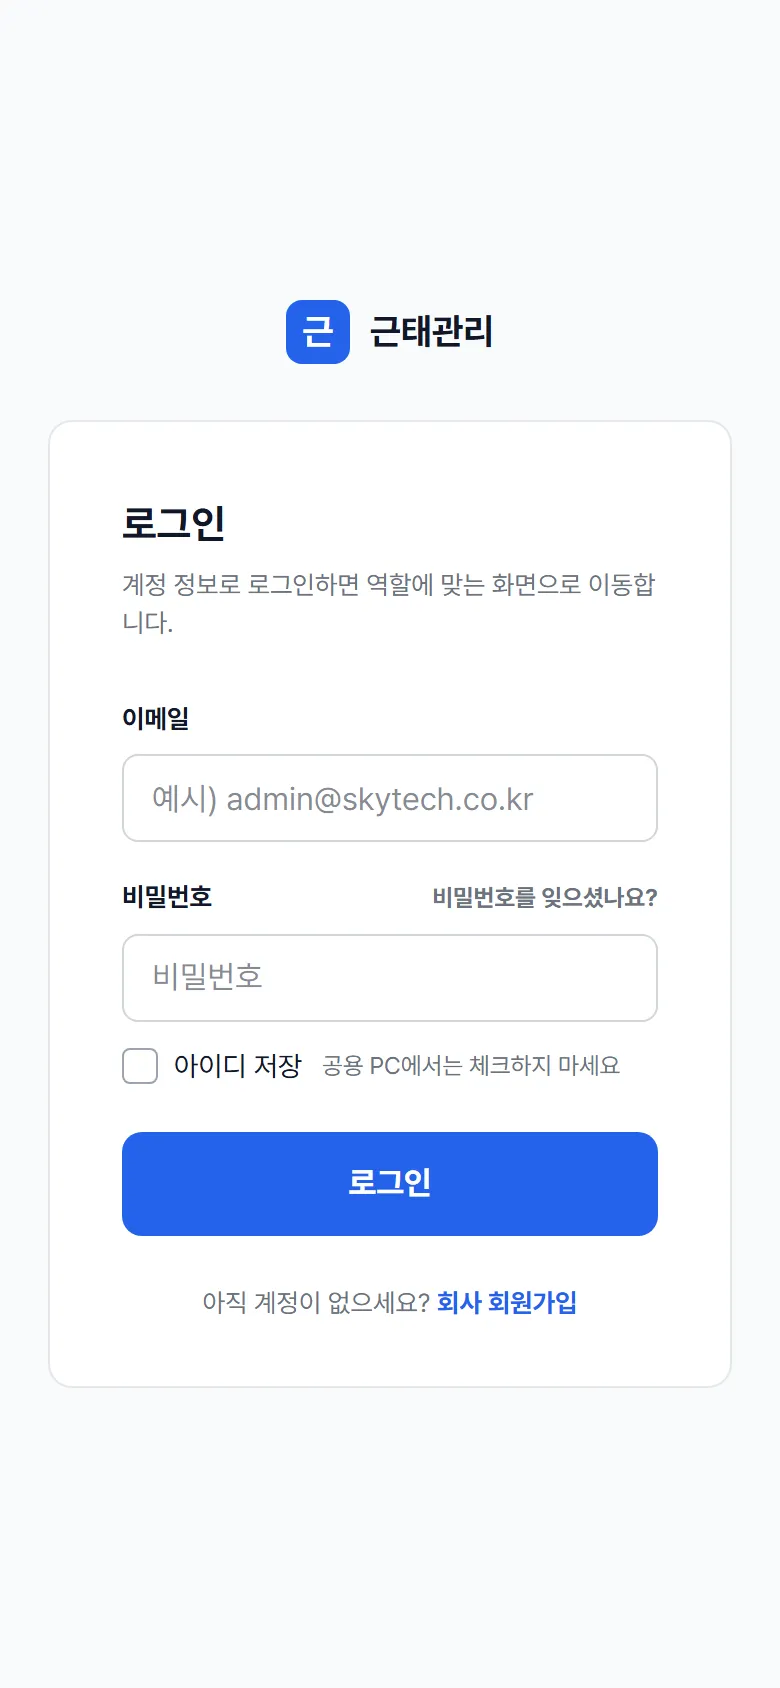 근 근태관리
로그인
계정 정보로 로그인하면 역할에 맞는 화면으로 이동합
니다.
이메일
예시) admin@skytech.co.kr
비밀번호 비밀번호를 잊으셨나요?
비밀번호
아이디 저장 공용 PC에서는 체크하지 마세요
로그인
아직 계정이 없으세요? 회사 회원가입